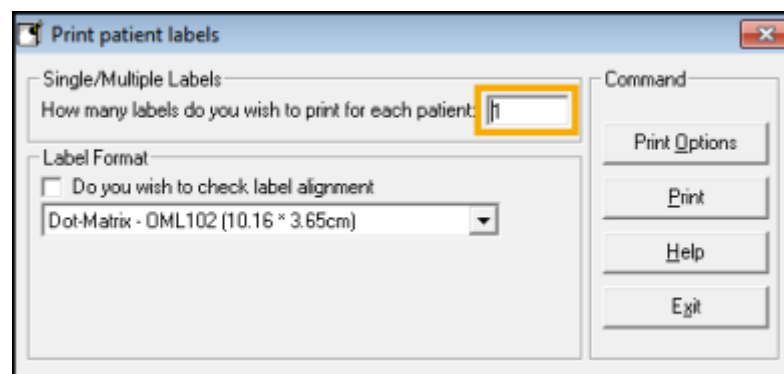 Print patient labels
Single/Multiple Labels
How many labels do you wish to print for each patient: 1
Label Format
Do you wish to check label alignment
Dot-Matrix - OML102 (10.16 * 3.65cm)
Command
Print Options
Print
Help
Exit